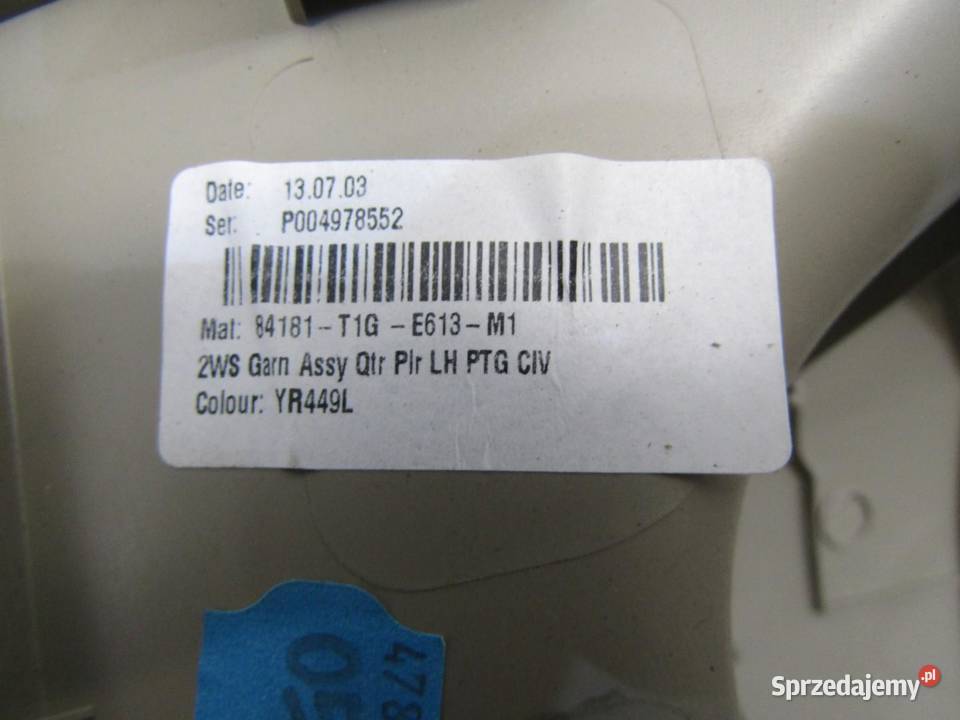 Date: 13.07.03
Ser: P004978552
Mat: 84181-T1G -E613-M1
2WS Garn Assy Qtr Plr LH PTG CIV
Colour: YR449L
478
Sprzedajemy.pl